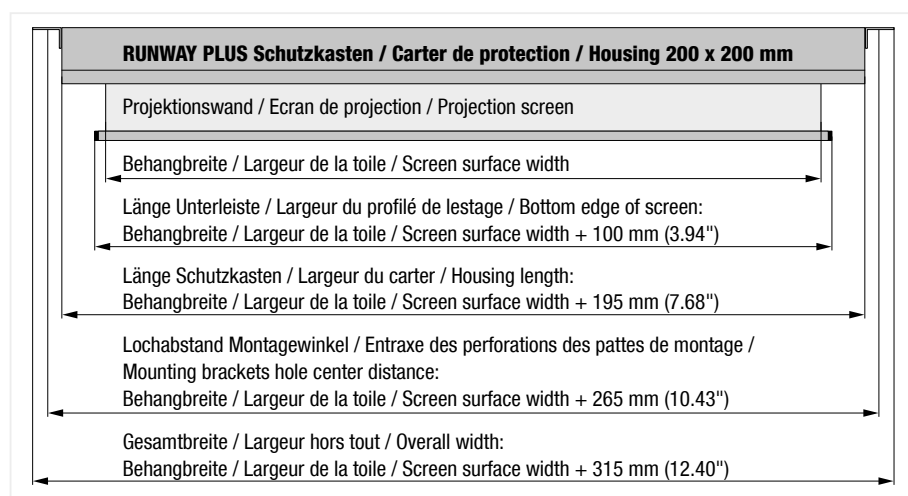 RUNWAY PLUS Schutzkasten / Carter de protection / Housing 200 x 200 mm
Projektionswand / Ecran de projection / Projection screen
Behangbreite / Largeur de la toile / Screen surface width
Länge Unterleiste / Largeur du profilé de lestage / Bottom edge of screen:
Behangbreite / Largeur de la toile / Screen surface width + 100 mm (3.94")
Länge Schutzkasten / Largeur du carter / Housing length:
Behangbreite / Largeur de la toile / Screen surface width + 195 mm (7.68")
Lochabstand Montagewinkel / Entraxe des perforations des pattes de montage /
Mounting brackets hole center distance:
Behangbreite / Largeur de la toile / Screen surface width + 265 mm (10.43")
Gesamtbreite / Largeur hors tout / Overall width:
Behangbreite / Largeur de la toile / Screen surface width + 315 mm (12.40")